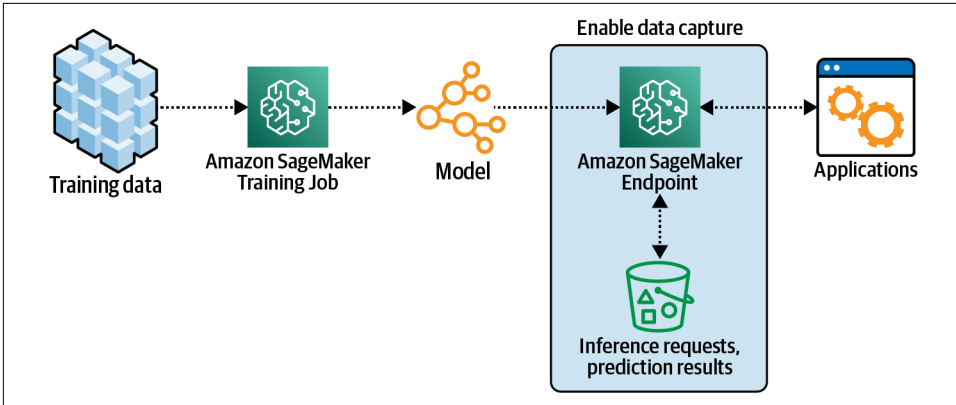 Enable data capture
Training data
Amazon SageMaker
Training Job
Model
Amazon SageMaker
Endpoint
Applications
Inference requests,
prediction results